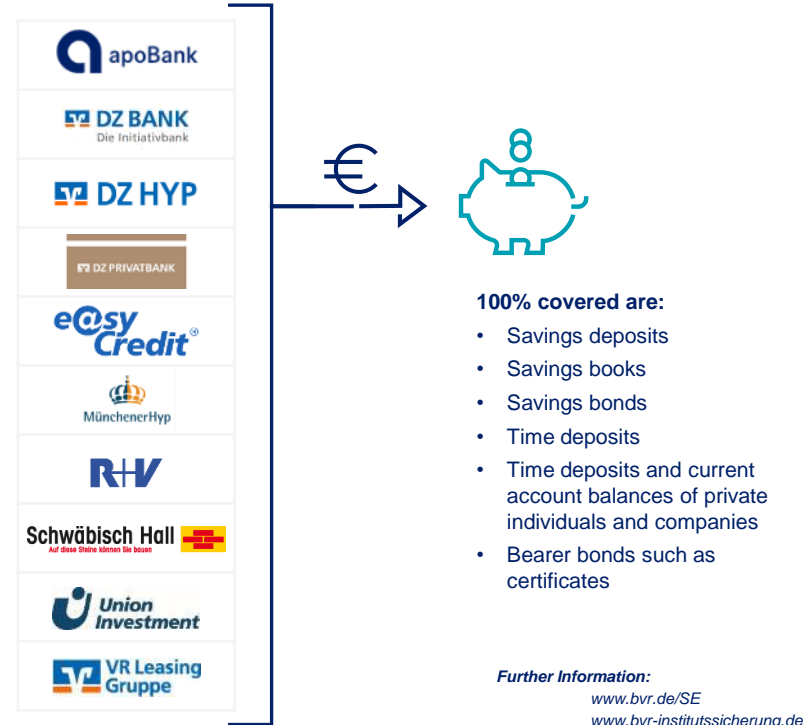 apoBank
DZ BANK
Die Initiativbank
DZ HYP
DZ PRIVATBANK
e@sy
Credit®
MünchenerHyp
R+V
Schwäbisch Hall
Auf diese Steine können Sie bauen
Union
Investment
VR Leasing
Gruppe
€
100% covered are:
• Savings deposits
• Savings books
• Savings bonds
• Time deposits
• Time deposits and current
account balances of private
individuals and companies
• Bearer bonds such as
certificates
Further Information:
www.bvr.de/SE
www.bvr-institutssicherung.de